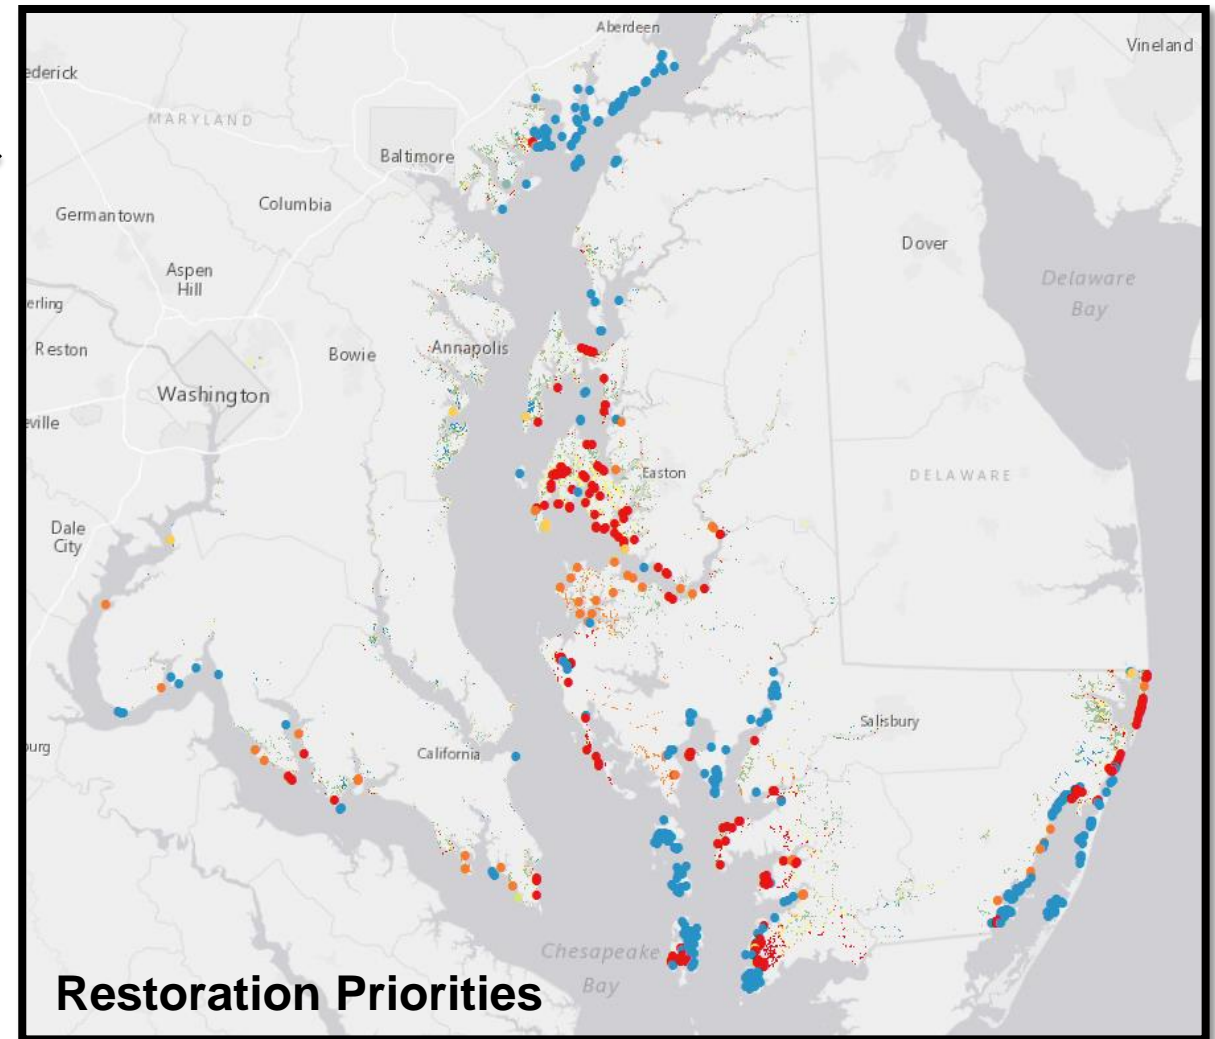 Aberdeen
Vineland
ederick
MARYLAND
Baltimore
Columbia
Germantown
Dover
Aspen
Hill
Delaware
Bay
erling
Reston
Bowie
Annapolis
Washington
ville
Easton
DELAWARE
Dale
City
Salisbury
burg
California
Chesapeake
Bay
Restoration Priorities